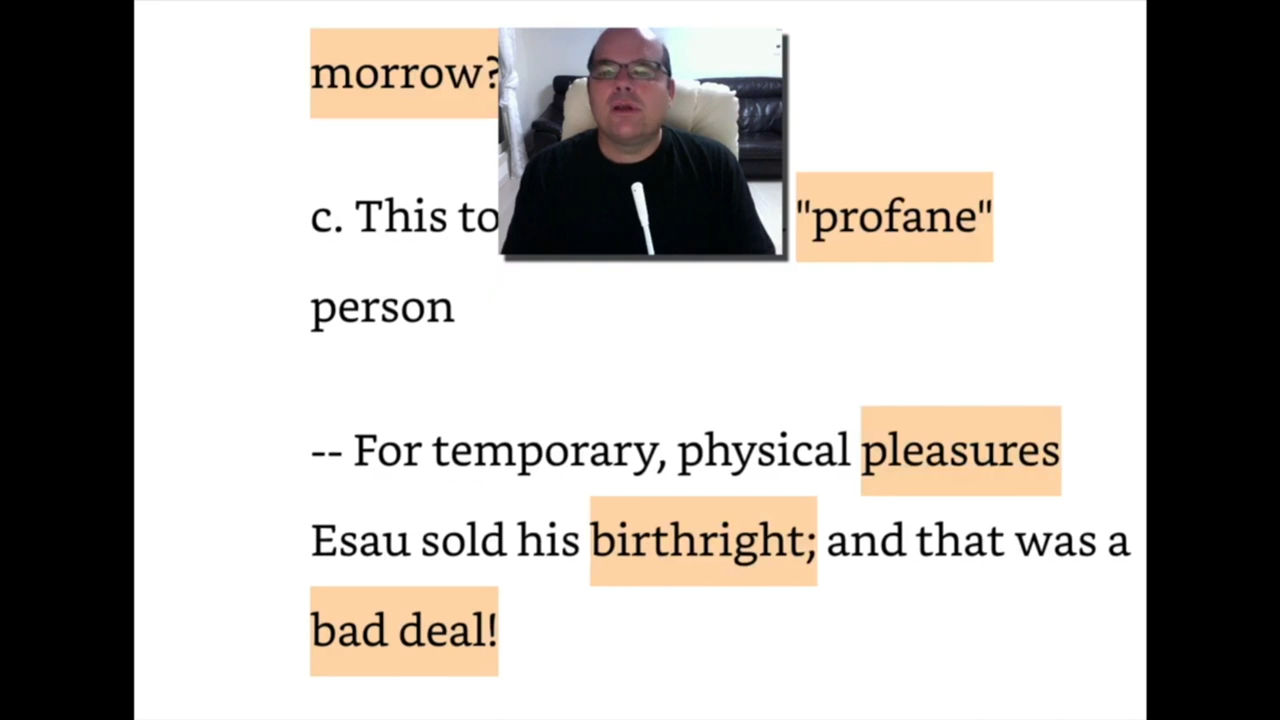 morrow?
c. This to "profane"
person
-- For temporary, physical pleasures
Esau sold his birthright; and that was a
bad deal!